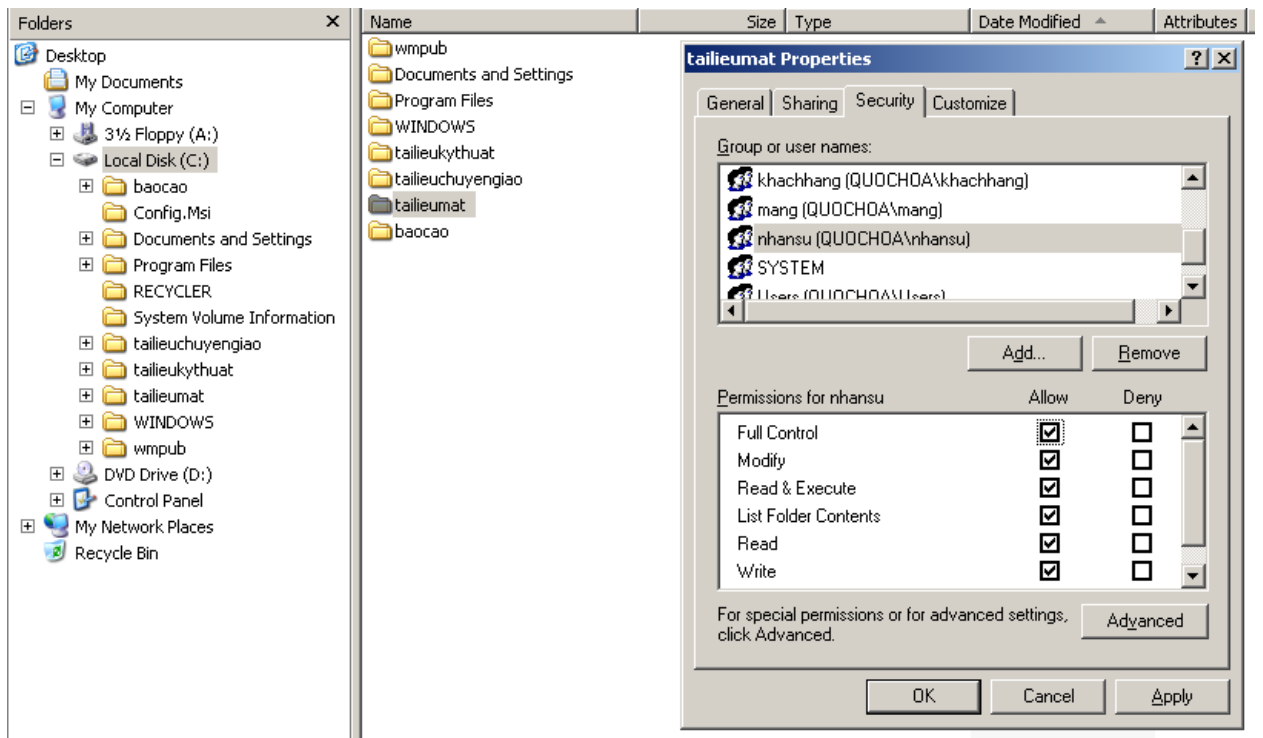 Folders
Desktop
My Documents
My Computer
3½ Floppy (A:)
Local Disk (C:)
baocao
Config.Msi
Documents and Settings
Program Files
RECYCLER
System Volume Information
tailieuchuyengiao
tailieukythuat
tailieumat
WINDOWS
wmpub
DVD Drive (D:)
Control Panel
My Network Places
Recycle Bin
Name Size Type Date Modified Attributes
wmpub
Documents and Settings
Program Files
WINDOWS
tailieukythuat
tailieuchuyengiao
tailieumat
baocao
tailieumat Properties
General Sharing Security Customize
Group or user names:
khachhang (QUOCHOA\khachhang)
mang (QUOCHOA\mang)
nhansu (QUOCHOA\nhansu)
SYSTEM
Users (QUOCHOA\Users)
Add... Remove
Permissions for nhansu Allow Deny
Full Control
Modify
Read & Execute
List Folder Contents
Read
Write
For special permissions or for advanced settings,
click Advanced.
Advanced
OK Cancel Apply